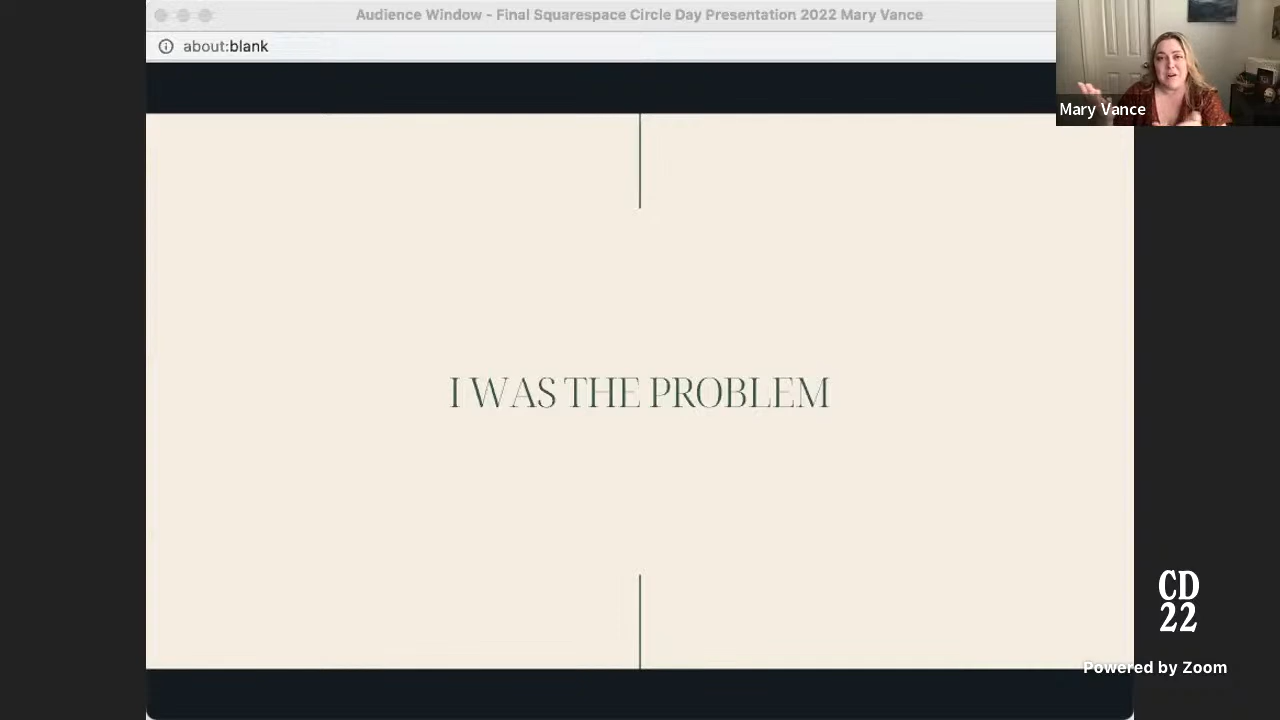 Audience Window - Final Squarespace Circle Day Presentation 2022 Mary Vance
about:blank
Mary Vance
I WAS THE PROBLEM
CD
22
Powered by Zoom